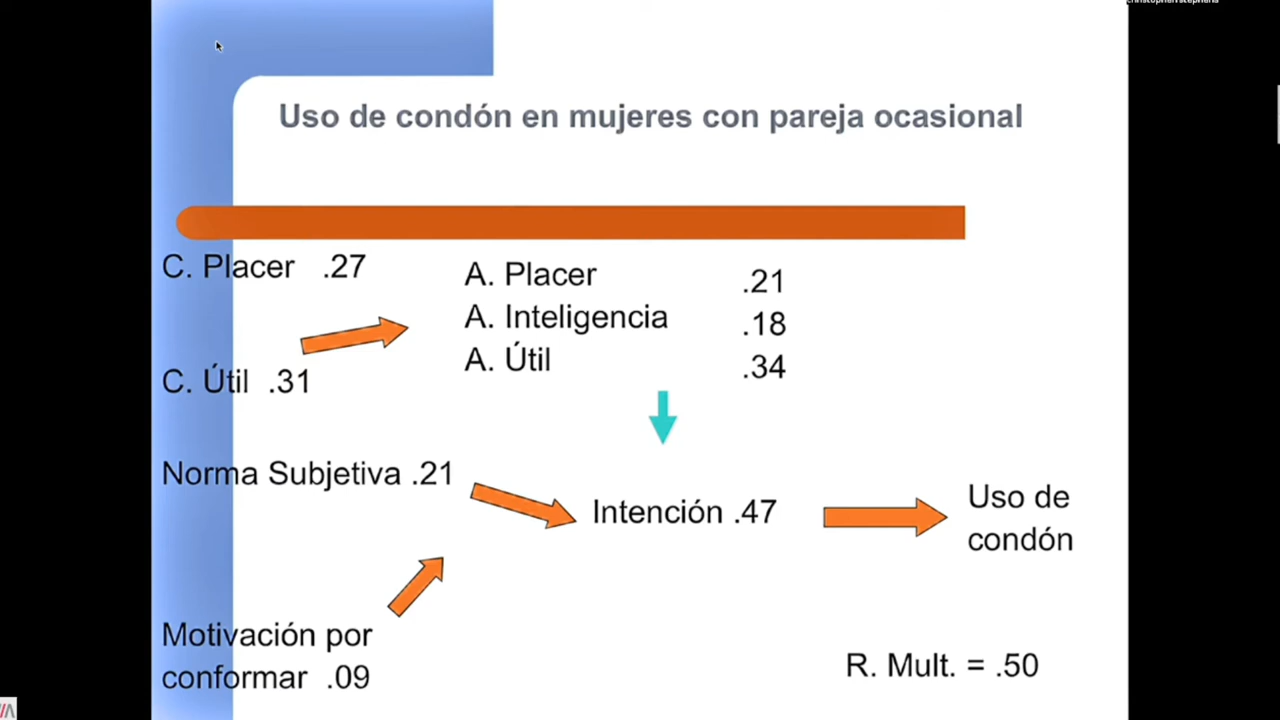 Uso de condón en mujeres con pareja ocasional
C. Placer .27
C. Útil .31
A. Placer .21
A. Inteligencia .18
A. Útil .34
Norma Subjetiva .21
Intención .47
Uso de
condón
Motivación por
conformar .09
R. Mult. = .50